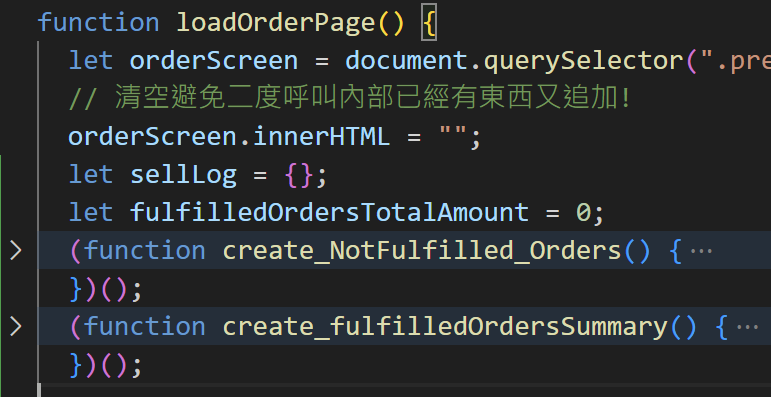 function loadOrderPage() {
let orderScreen = document.querySelector(".pre
// 清空避免二度呼叫內部已經有東西又追加!
orderScreen.innerHTML = "";
let sellLog = {};
let fulfilledOrdersTotalAmount = 0;
(function create_NotFulfilled_Orders() {⋯
})();
(function create_fulfilledOrdersSummary() {⋯
})();